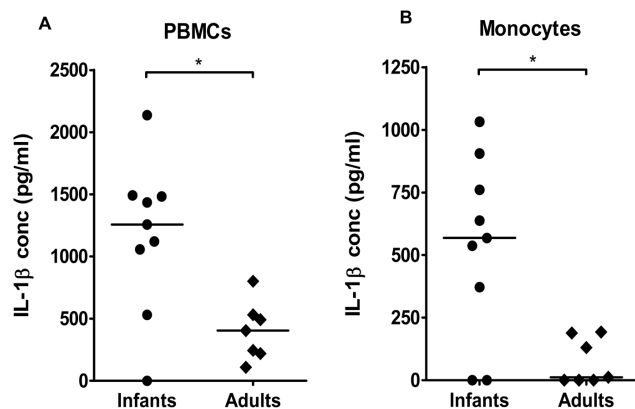 A
PBMCs
*
IL-1β conc (pg/ml)
2500
2000
1500
1000
500
0
Infants
Adults
B
Monocytes
*
IL-1β conc (pg/ml)
1250
1000
750
500
250
0
Infants
Adults